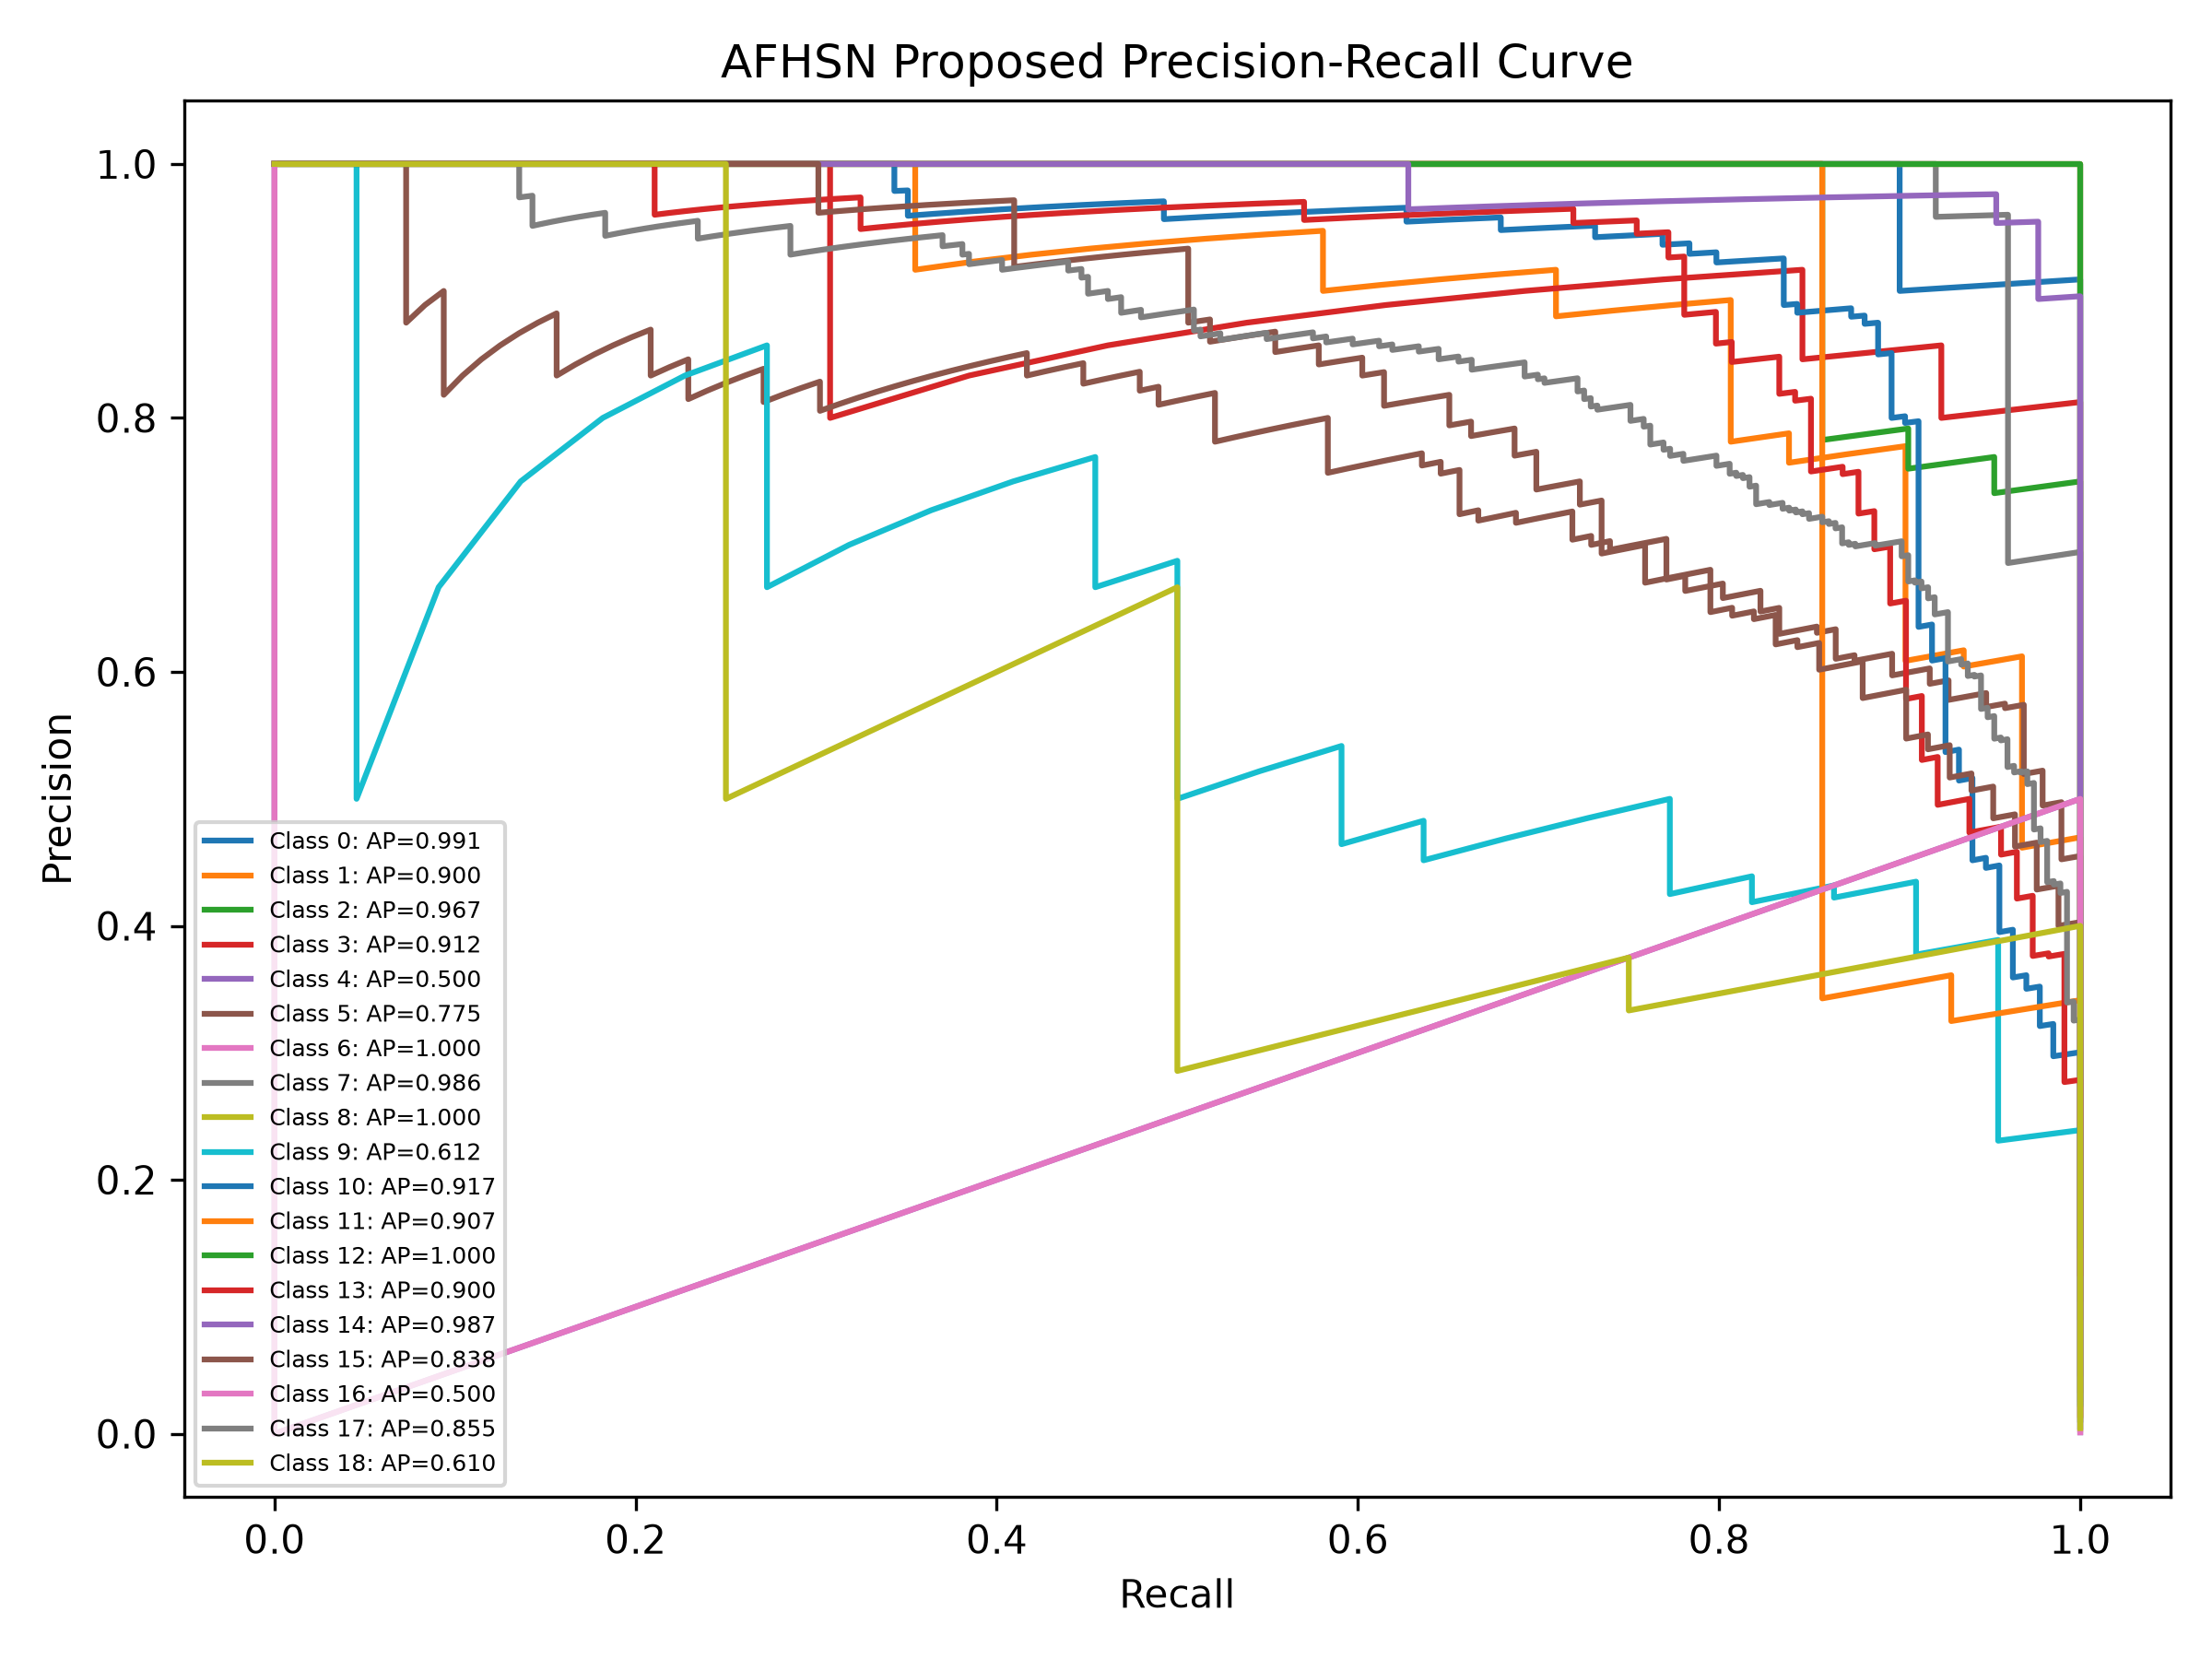 AFHSN Proposed Precision-Recall Curve
Precision
1.0
0.8
0.6
0.4
0.2
0.0
Class 0: AP=0.991
Class 1: AP=0.900
Class 2: AP=0.967
Class 3: AP=0.912
Class 4: AP=0.500
Class 5: AP=0.775
Class 6: AP=1.000
Class 7: AP=0.986
Class 8: AP=1.000
Class 9: AP=0.612
Class 10: AP=0.917
Class 11: AP=0.907
Class 12: AP=1.000
Class 13: AP=0.900
Class 14: AP=0.987
Class 15: AP=0.838
Class 16: AP=0.500
Class 17: AP=0.855
Class 18: AP=0.610
0.0 0.2 0.4 0.6 0.8 1.0
Recall